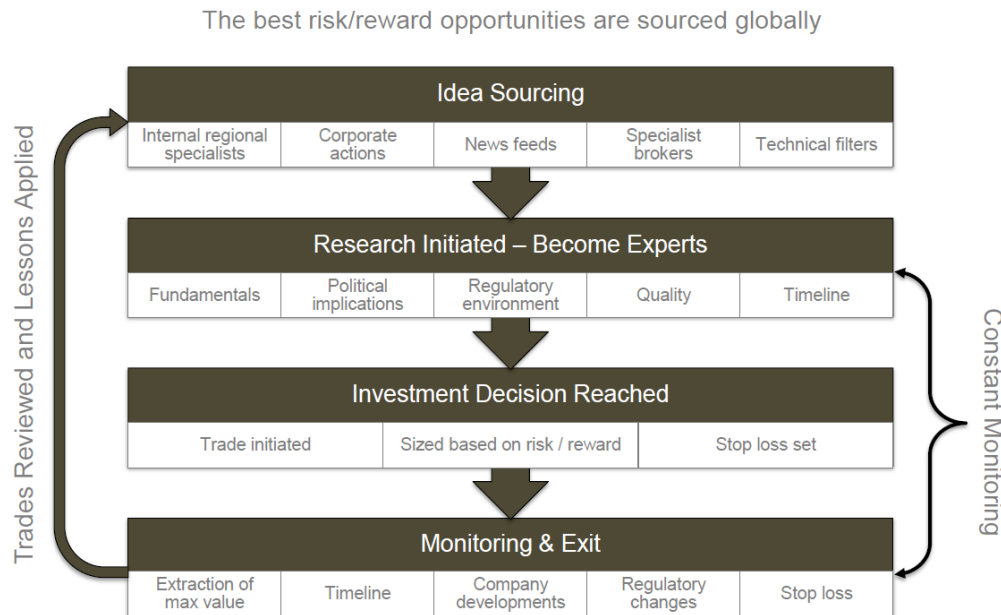 The best risk/reward opportunities are sourced globally
Idea Sourcing
Internal regional
specialists
Corporate
actions
News feeds
Specialist
brokers
Technical filters
Research Initiated – Become Experts
Fundamentals
Political
implications
Regulatory
environment
Quality
Timeline
Investment Decision Reached
Trade initiated
Sized based on risk / reward
Stop loss set
Monitoring & Exit
Extraction of
max value
Timeline
Company
developments
Regulatory
changes
Stop loss
Trades Reviewed and Lessons Applied
Constant Monitoring